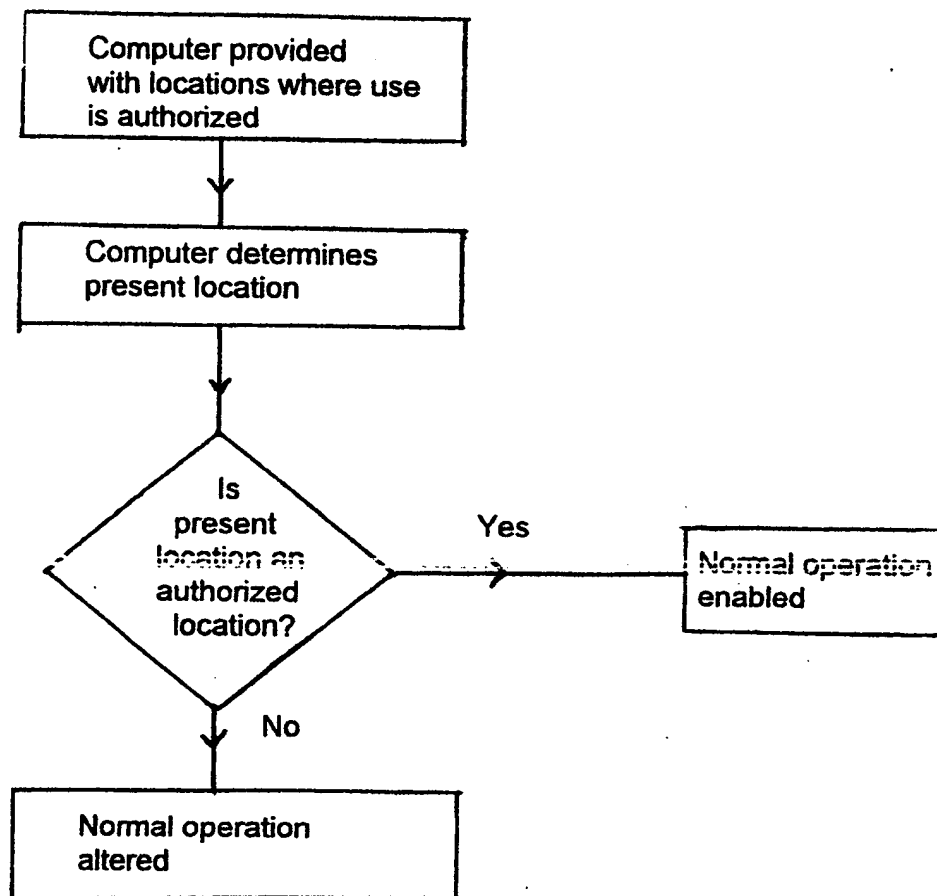 Computer provided
with locations where use
is authorized
Computer determines
present location
Is
present
location an
authorized
location?
Yes
Normal operation
enabled
No
Normal operation
altered